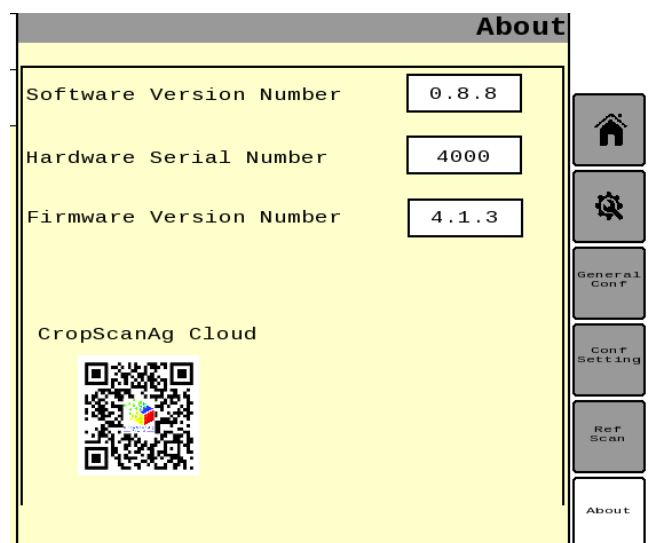 About
Software Version Number 0.8.8
Hardware Serial Number 4000
Firmware Version Number 4.1.3
CropScanAg Cloud
General
Conf
Conf
Setting
Ref
Scan
About